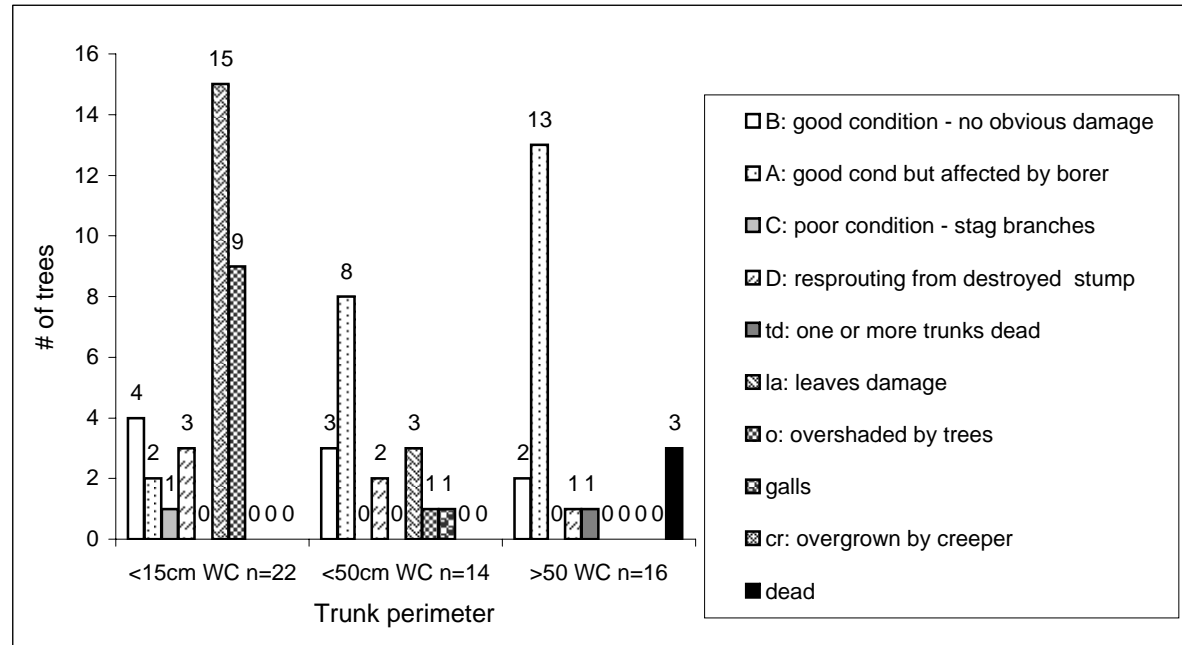 16
14
12
10
8
6
4
2
0
# of trees
4 2 1 3 0 15 9 0 0 0
3 8 0 2 0 3 1 1 0 0
2 13 0 1 1 0 0 0 0 3
<15cm WC n=22 <50cm WC n=14 >50 WC n=16
Trunk perimeter
B: good condition - no obvious damage
A: good cond but affected by borer
C: poor condition - stag branches
D: resprouting from destroyed stump
td: one or more trunks dead
la: leaves damage
o: overshaded by trees
galls
cr: overgrown by creeper
dead